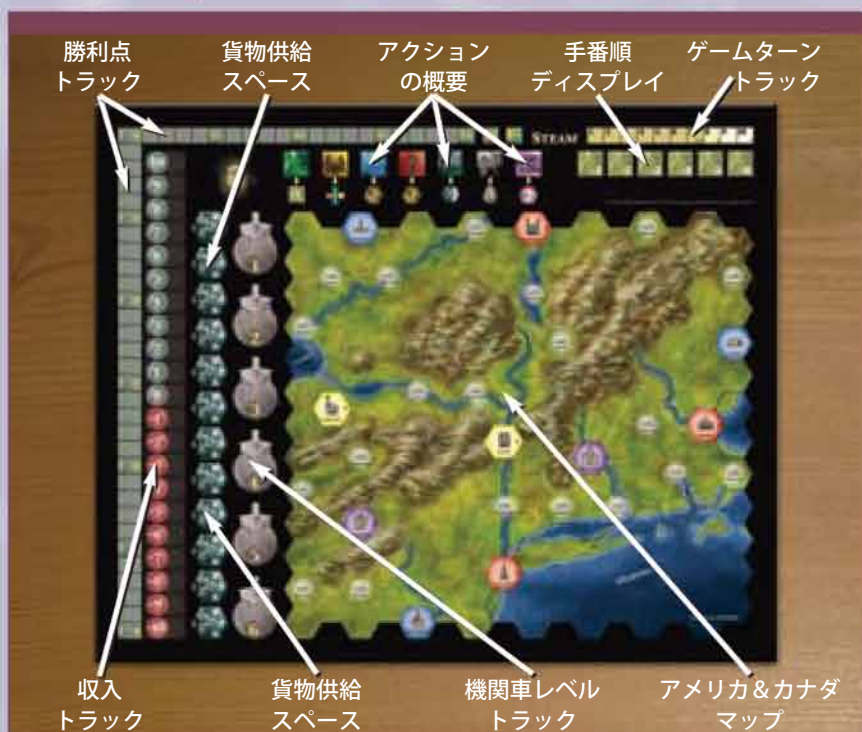 勝利点
トラック
貨物供給
スペース
アクション
の概要
手番順
ディスプレイ
ゲームターン
トラック
STEAM
収入
トラック
貨物供給
スペース
機関車レベル
トラック
アメリカ＆カナダ
マップ